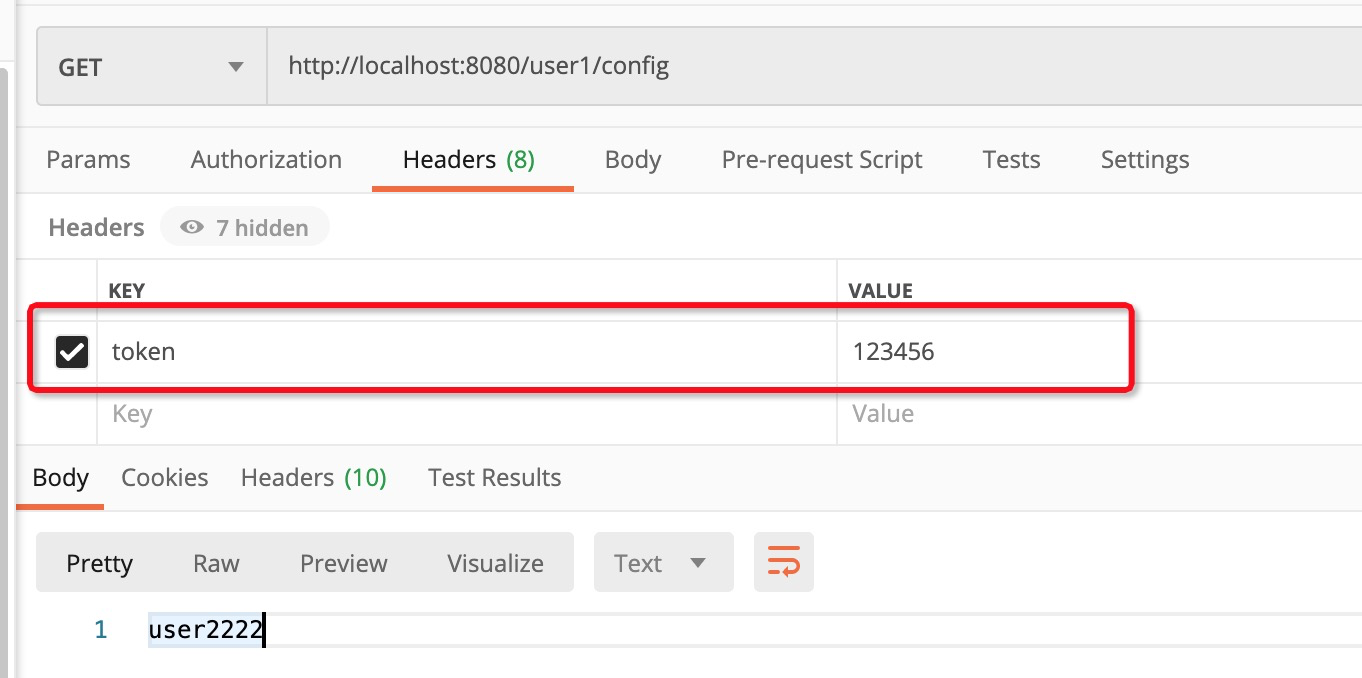 GET http://localhost:8080/user1/config
Params Authorization Headers (8) Body Pre-request Script Tests Settings
Headers 7 hidden
KEY VALUE
token 123456
Key Value
Body Cookies Headers (10) Test Results
Pretty Raw Preview Visualize Text
1 user2222